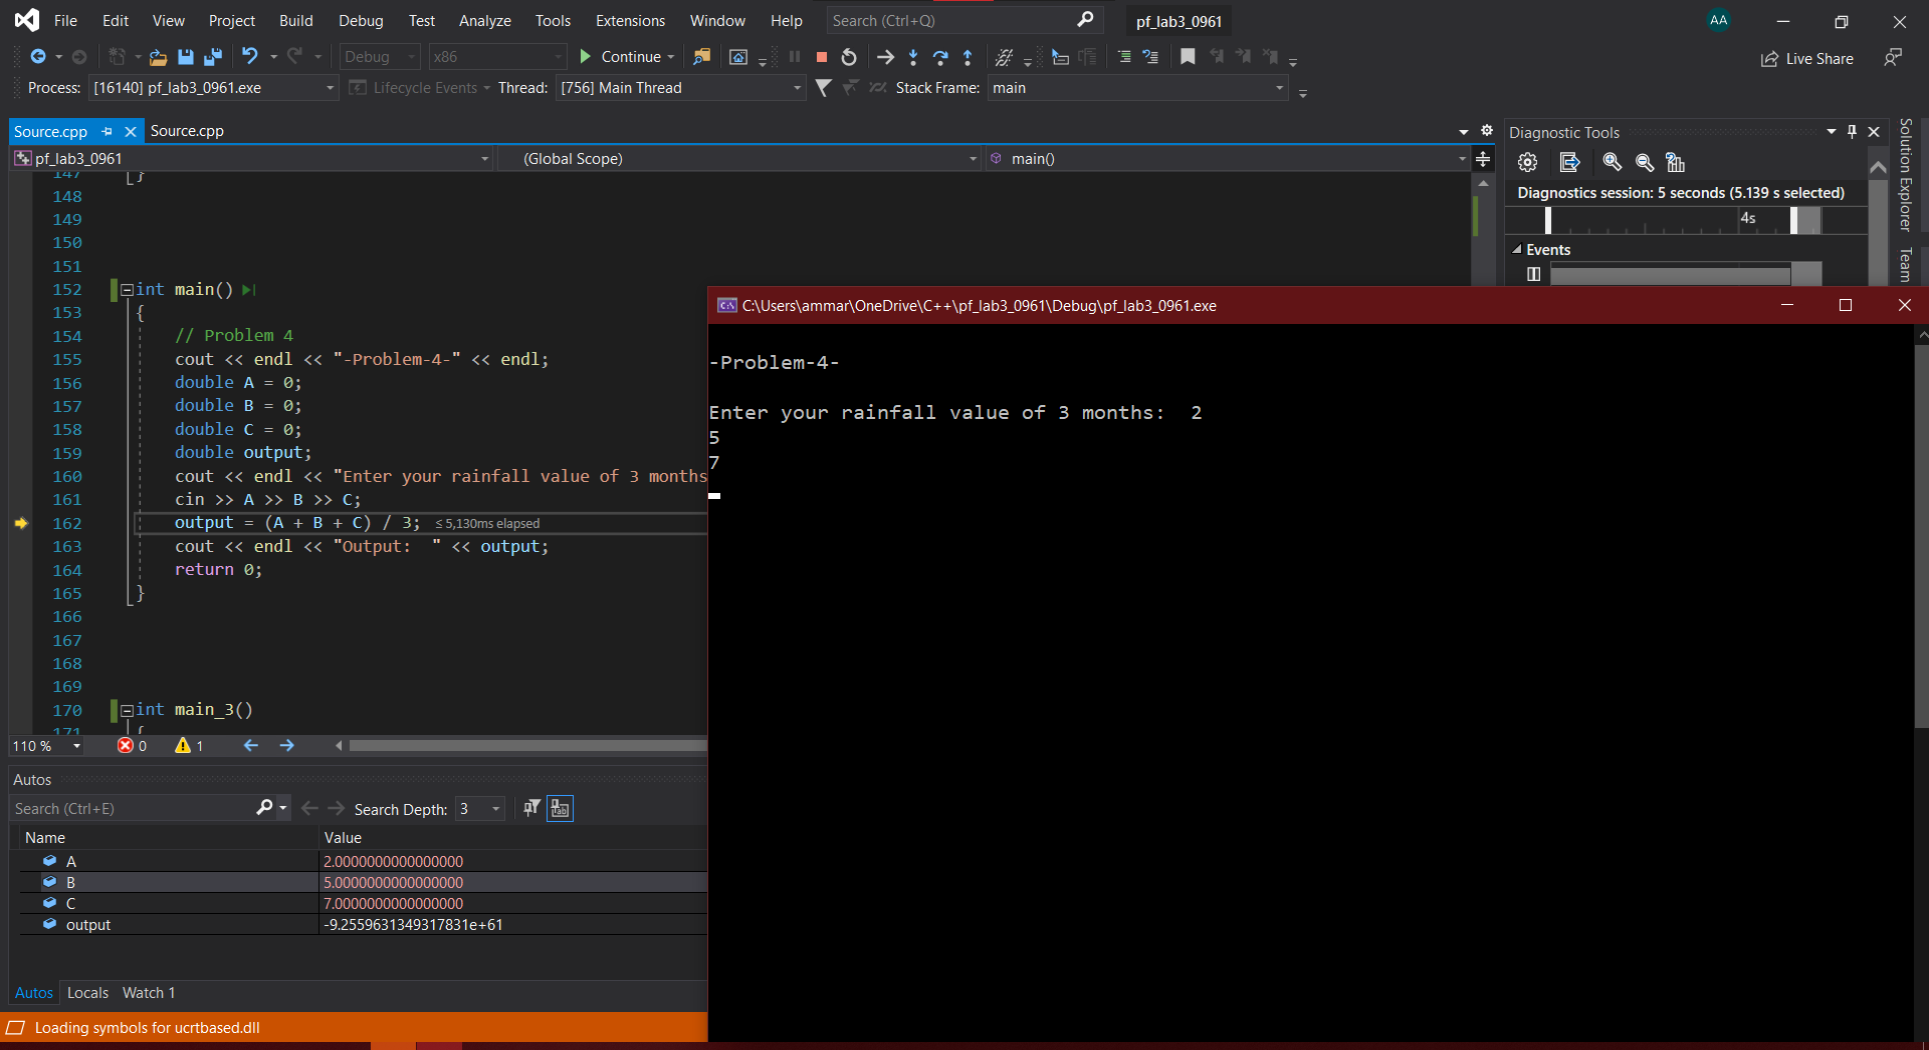 File Edit View Project Build Debug Test Analyze Tools Extensions Window Help Search (Ctrl+Q) pf_lab3_0961 AA
Debug x86 Continue Live Share
Process: [16140] pf_lab3_0961.exe Lifecycle Events Thread: [756] Main Thread Stack Frame: main
Source.cpp Source.cpp
pf_lab3_0961 (Global Scope) main()
147 }
148
149
150
151
152 int main()
153 {
154 // Problem 4
155 cout << endl << "-Problem-4-" << endl;
156 double A = 0;
157 double B = 0;
158 double C = 0;
159 double output;
160 cout << endl << "Enter your rainfall value of 3 months
161 cin >> A >> B >> C;
162 output = (A + B + C) / 3; ≤ 5,130ms elapsed
163 cout << endl << "Output:  " << output;
164 return 0;
165 }
166
167
168
169
170 int main_3()
171 {
110 % 0 1
Diagnostic Tools
Diagnostics session: 5 seconds (5.139 s selected)
4s
Events
Solution Explorer
Team
C:\Users\ammar\OneDrive\C++\pf_lab3_0961\Debug\pf_lab3_0961.exe
-Problem-4-
Enter your rainfall value of 3 months:  2
5
7
Autos
Search (Ctrl+E) Search Depth: 3
Name Value
A 2.0000000000000000
B 5.0000000000000000
C 7.0000000000000000
output -9.2559631349317831e+61
Autos Locals Watch 1
Loading symbols for ucrtbased.dll